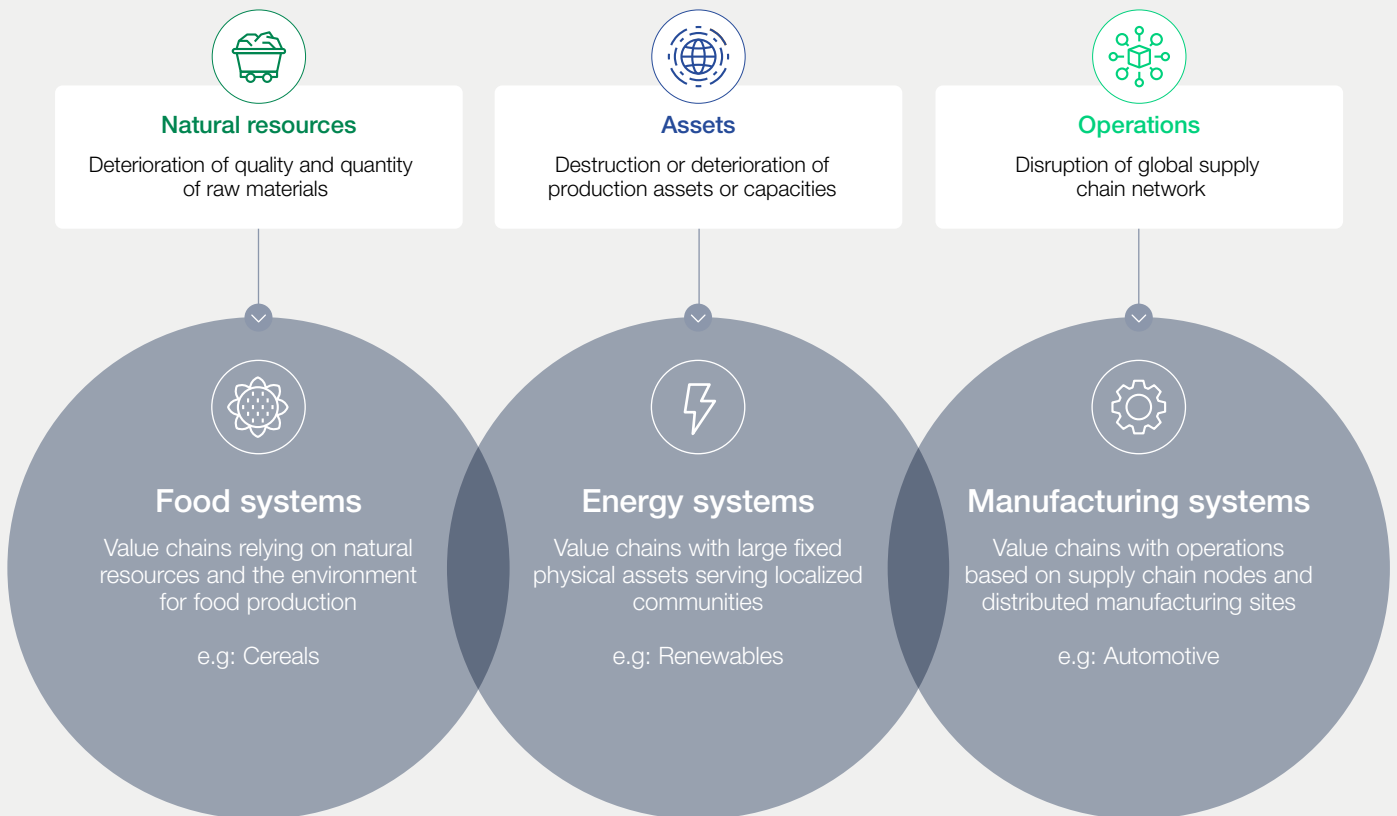 Natural resources
Deterioration of quality and quantity
of raw materials
Assets
Destruction or deterioration of
production assets or capacities
Operations
Disruption of global supply
chain network
Food systems
Value chains relying on natural
resources and the environment
for food production
e.g: Cereals
Energy systems
Value chains with large fixed
physical assets serving localized
communities
e.g: Renewables
Manufacturing systems
Value chains with operations
based on supply chain nodes and
distributed manufacturing sites
e.g: Automotive